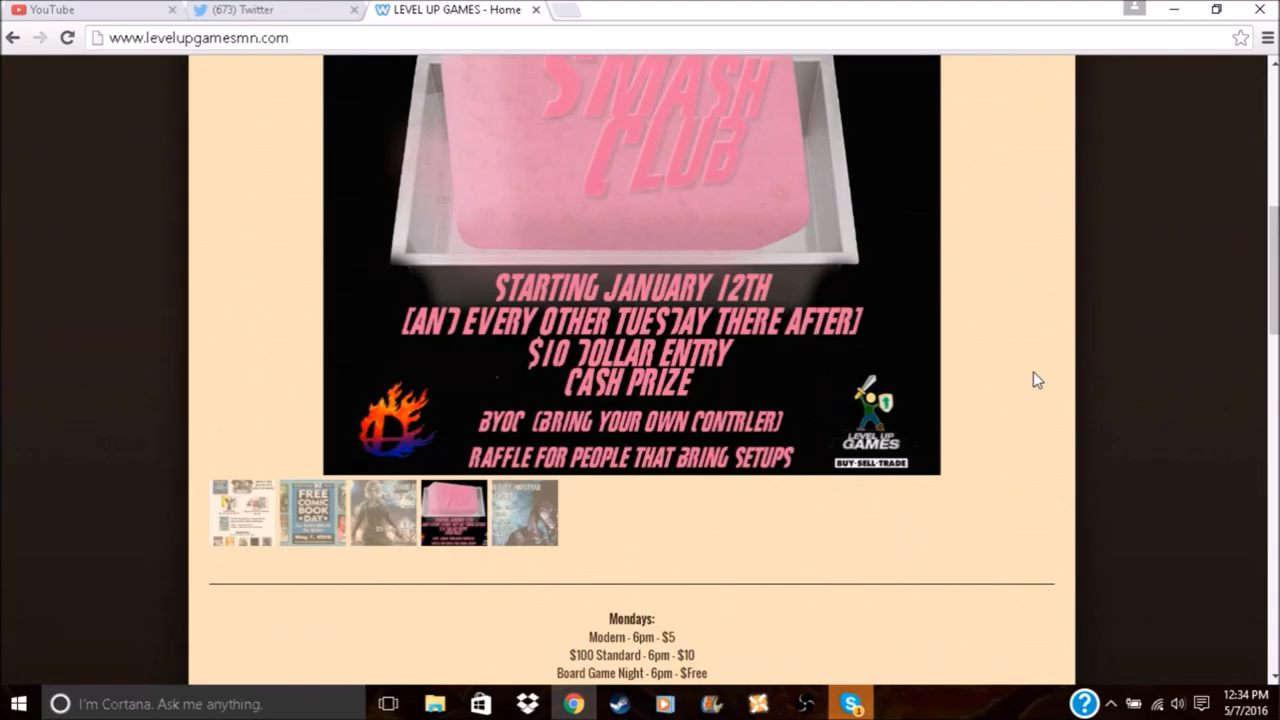 YouTube
(673) Twitter
LEVEL UP GAMES - Home
www.levelupgamesmn.com
SMASH
CLUB
STARTING JANUARY 12TH
(AND EVERY OTHER TUESDAY THERE AFTER)
$10 DOLLAR ENTRY
CASH PRIZE
BYOC (BRING YOUR OWN CONTRLER)
RAFFLE FOR PEOPLE THAT BRING SETUPS
LEVEL UP
GAMES
BUY·SELL·TRADE
FREE
COMIC
BOOK
DAY
Mondays:
Modern - 6pm - $5
$100 Standard - 6pm - $10
Board Game Night - 6pm - $Free
I'm Cortana. Ask me anything.
1
12:34 PM
5/7/2016